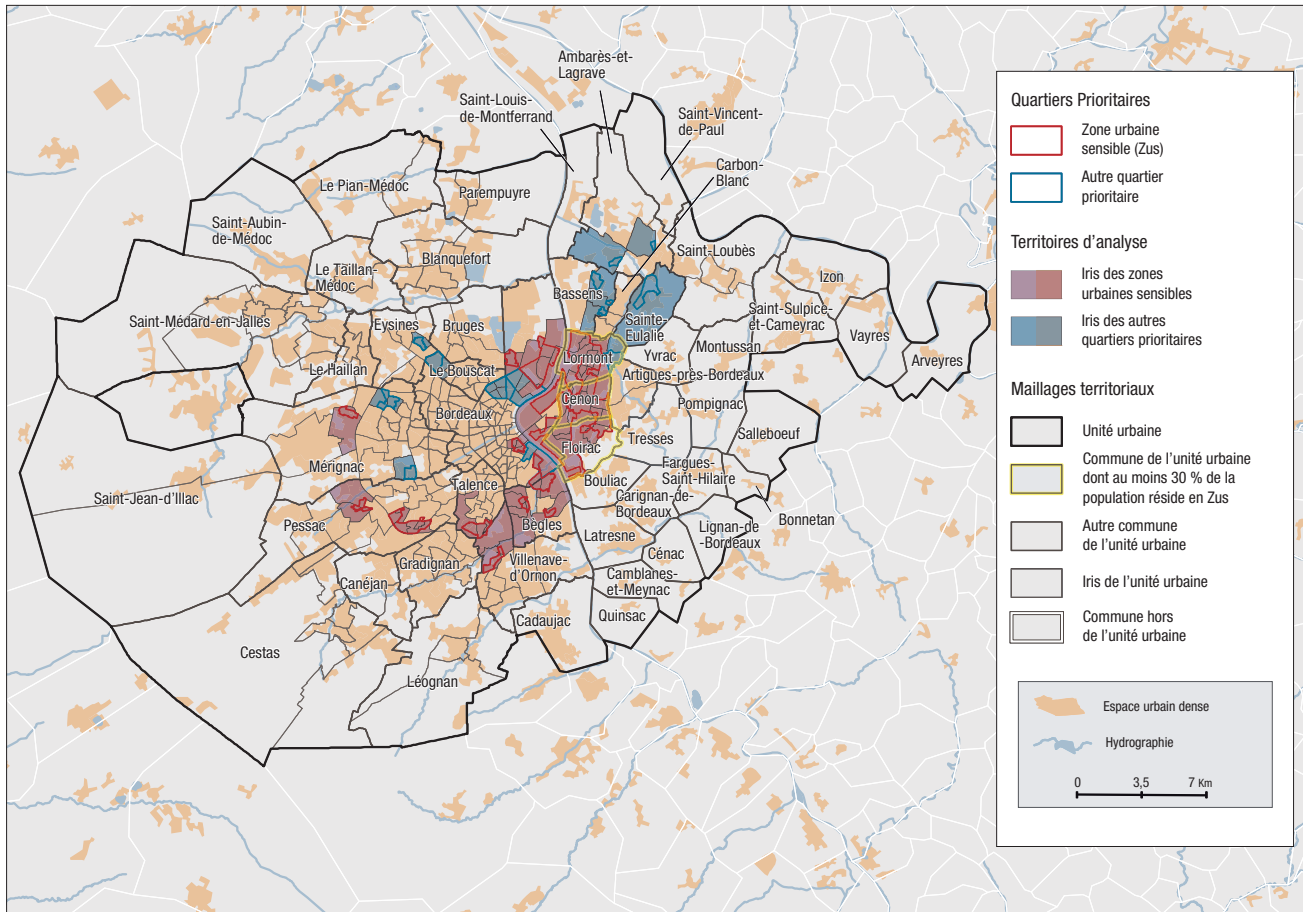 Ambarès-et-
Lagrave
Saint-Louis-
de-Montferrand
Saint-Vincent-
de-Paul
Carbon-
Blanc
Le Pian-Médoc
Parempuyre
Saint-Aubin-
de-Médoc
Blanquefort
Saint-Loubès
Le Taillan-
Médoc
Izon
Bassens
Saint-Médard-en-Jalles
Eysines
Bruges
Sainte-
Eulalie
Saint-Sulpice-
et-Cameyrac
Vayres
Montussan
Yvrac
Lormont
Arveyres
Le Haillan
Le Bouscat
Artigues-près-Bordeaux
Cenon
Pompignac
Bordeaux
Salleboeuf
Tresses
Floirac
Mérignac
Fargues-
Saint-Hilaire
Bouliac
Talence
Carignan-de-
Bordeaux
Saint-Jean-d'Illac
Bonnetan
Pessac
Bègles
Lignan-de-
-Bordeaux
Latresne
Cénac
Gradignan
Villenave-
d'Ornon
Canéjan
Camblanes-
et-Meynac
Cadaujac
Quinsac
Cestas
Léognan
Quartiers Prioritaires
Zone urbaine
sensible (Zus)
Autre quartier
prioritaire
Territoires d'analyse
Iris des zones
urbaines sensibles
Iris des autres
quartiers prioritaires
Maillages territoriaux
Unité urbaine
Commune de l'unité urbaine
dont au moins 30 % de la
population réside en Zus
Autre commune
de l'unité urbaine
Iris de l'unité urbaine
Commune hors
de l'unité urbaine
Espace urbain dense
Hydrographie
0 3,5 7 Km